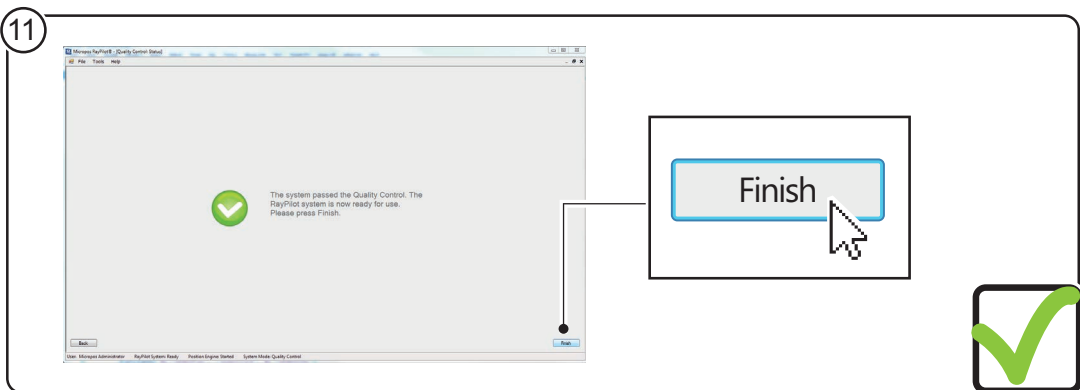 11
Micropos RayPilot® - [Quality Control Status]
File Tools Help
The system passed the Quality Control. The
RayPilot system is now ready for use.
Please press Finish.
Finish
Back
Finish
User: Micropos Administrator RayPilot System: Ready Position Engine: Started System Mode: Quality Control